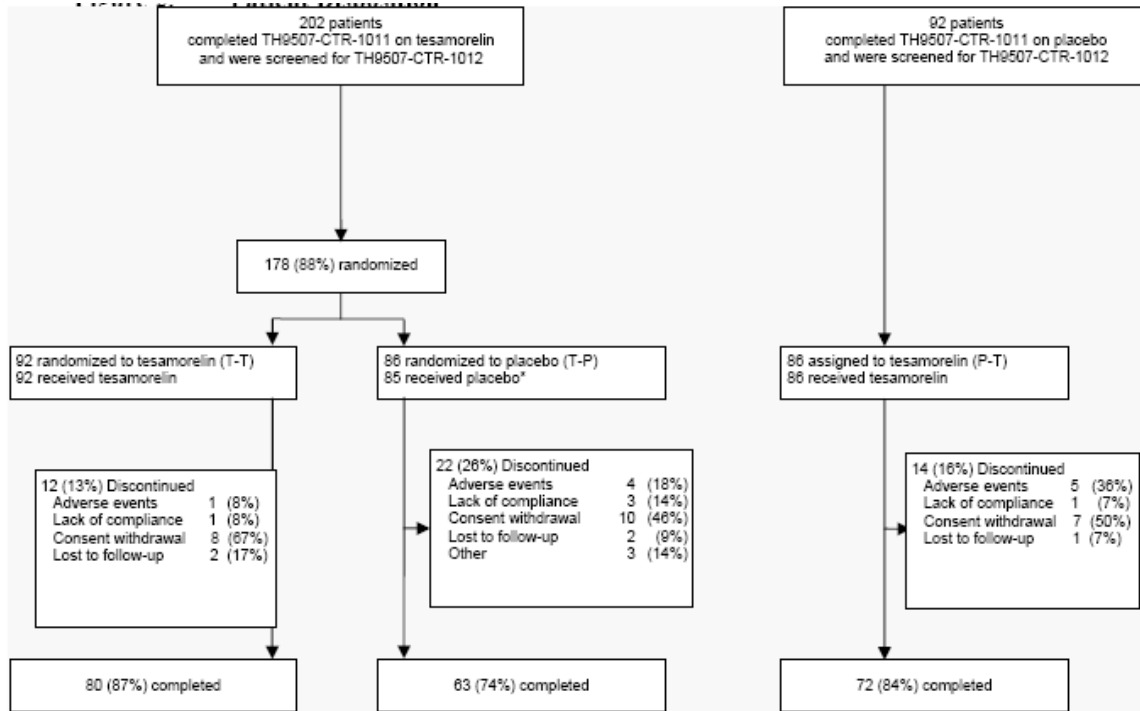 202 patients
completed TH9507-CTR-1011 on tesamorelin
and were screened for TH9507-CTR-1012
92 patients
completed TH9507-CTR-1011 on placebo
and were screened for TH9507-CTR-1012
178 (88%) randomized
92 randomized to tesamorelin (T-T)
92 received tesamorelin
86 randomized to placebo (T-P)
85 received placebo*
86 assigned to tesamorelin (P-T)
86 received tesamorelin
12 (13%) Discontinued
Adverse events 1 (8%)
Lack of compliance 1 (8%)
Consent withdrawal 8 (67%)
Lost to follow-up 2 (17%)
22 (26%) Discontinued
Adverse events 4 (18%)
Lack of compliance 3 (14%)
Consent withdrawal 10 (46%)
Lost to follow-up 2 (9%)
Other 3 (14%)
14 (16%) Discontinued
Adverse events 5 (36%)
Lack of compliance 1 (7%)
Consent withdrawal 7 (50%)
Lost to follow-up 1 (7%)
80 (87%) completed
63 (74%) completed
72 (84%) completed